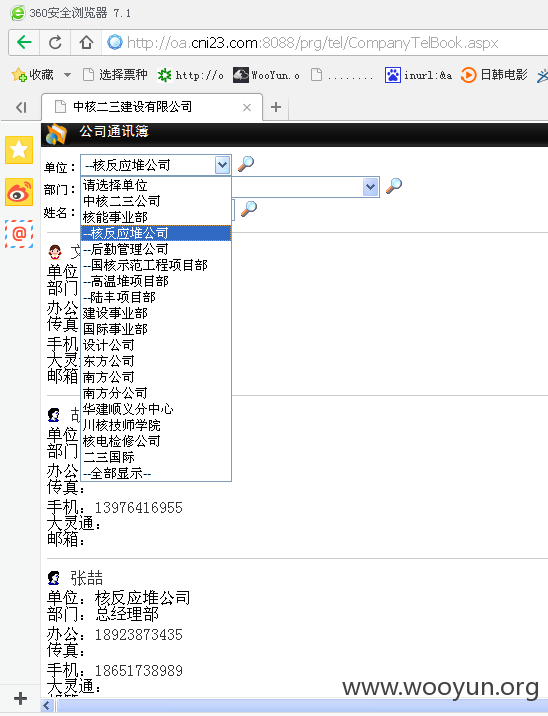 360安全浏览器 7.1
http://oa.cni23.com:8088/prg/tel/CompanyTelBook.aspx
收藏 选择票种 http://o WooYun.o ........ inurl:&a 日韩电影
中核二三建设有限公司
公司通讯簿
单位： --核反应堆公司
部门：
姓名：
请选择单位
中核二三公司
核能事业部
--核反应堆公司
--后勤管理公司
--国核示范工程项目部
--高温堆项目部
--陆丰项目部
建设事业部
国际事业部
设计公司
东方公司
南方公司
南方分公司
华建顺义分中心
川核技师学院
核电检修公司
二三国际
--全部显示--
单位
部门
办公
传真
手机
大灵
邮箱
单位
部门
办公
传真：
手机：13976416955
大灵通：
邮箱：
张喆
单位：核反应堆公司
部门：总经理部
办公：18923873435
传真：
手机：18651738989
大灵通：
www.wooyun.org